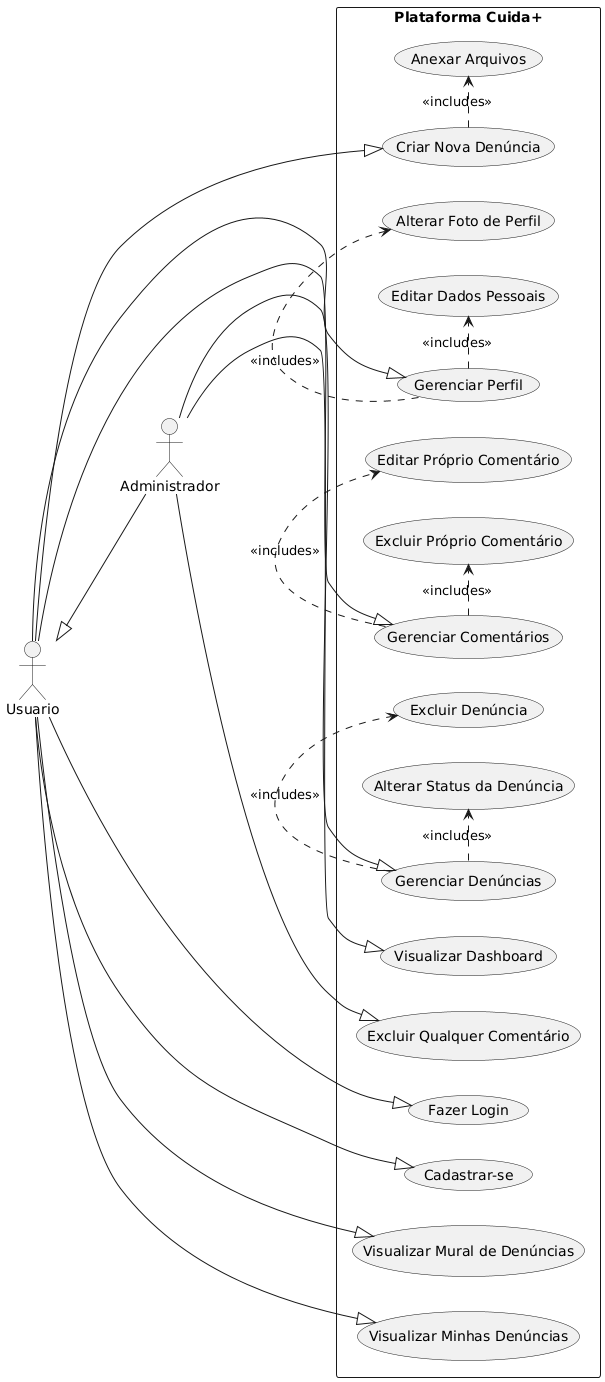 Plataforma Cuida+
Anexar Arquivos
«includes»
Criar Nova Denúncia
Alterar Foto de Perfil
Editar Dados Pessoais
«includes»
«includes»
Gerenciar Perfil
Administrador
Editar Próprio Comentário
Excluir Próprio Comentário
«includes»
«includes»
Gerenciar Comentários
Usuario
Excluir Denúncia
Alterar Status da Denúncia
«includes»
«includes»
Gerenciar Denúncias
Visualizar Dashboard
Excluir Qualquer Comentário
Fazer Login
Cadastrar-se
Visualizar Mural de Denúncias
Visualizar Minhas Denúncias